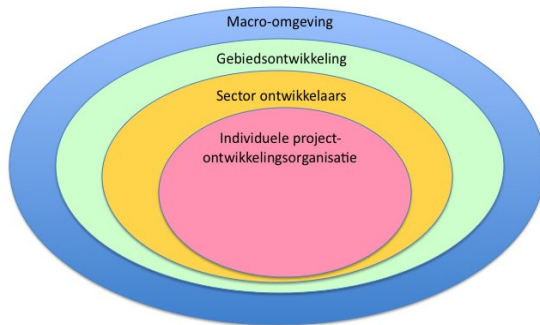 Macro-omgeving
Gebiedsontwikkeling
Sector ontwikkelaars
Individuele project-
ontwikkelingsorganisatie